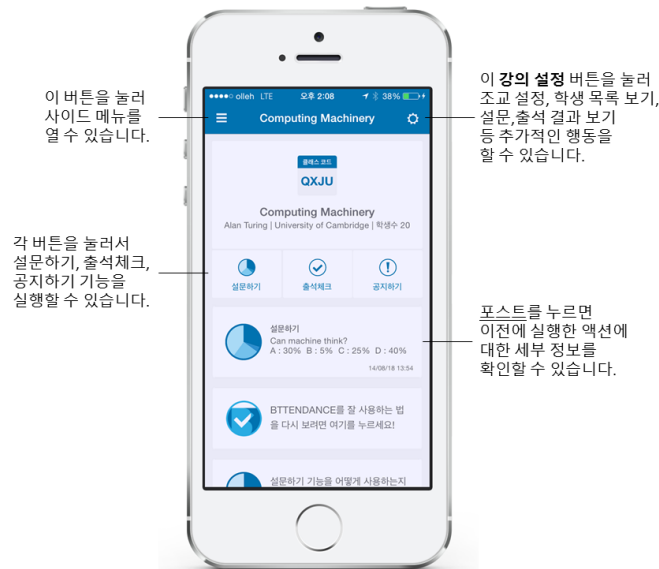 이 버튼을 눌러
사이드 메뉴를
열 수 있습니다.
이 강의 설정 버튼을 눌러
조교 설정, 학생 목록 보기,
설문,출석 결과 보기
등 추가적인 행동을
할 수 있습니다.
각 버튼을 눌러서
설문하기, 출석체크,
공지하기 기능을
실행할 수 있습니다.
포스트를 누르면
이전에 실행한 액션에
대한 세부 정보를
확인할 수 있습니다.
olleh LTE 오후 2:08 38%
Computing Machinery
클래스 코드
QXJU
Computing Machinery
Alan Turing | University of Cambridge | 학생수 20
설문하기 출석체크 공지하기
설문하기
Can machine think?
A : 30% B : 5% C : 25% D : 40%
14/08/18 13:54
BTTENDANCE를 잘 사용하는 법
을 다시 보려면 여기를 누르세요!
설문하기 기능을 어떻게 사용하는지